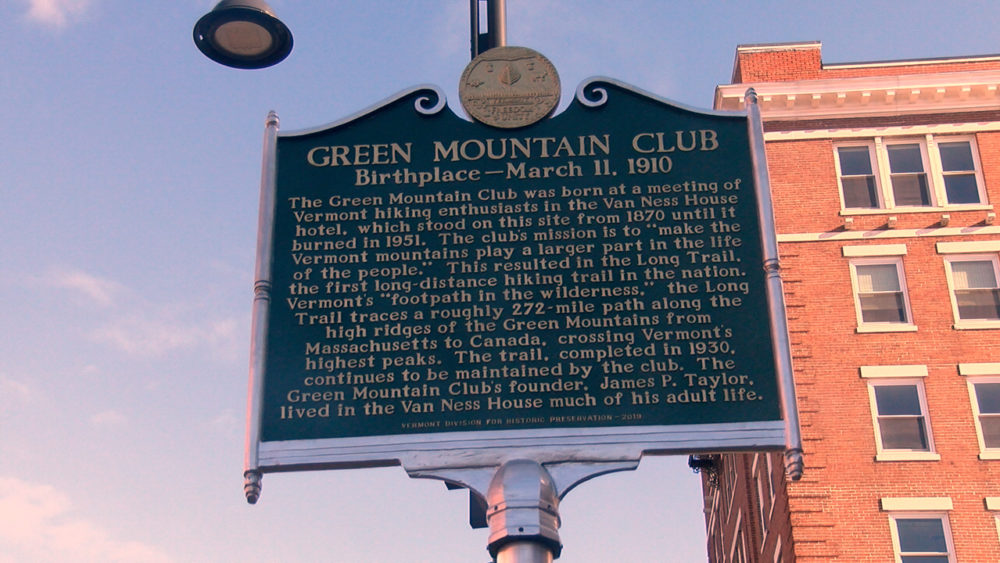 FREEDOM
& UNITY
GREEN MOUNTAIN CLUB
Birthplace—March 11, 1910
The Green Mountain Club was born at a meeting of
Vermont hiking enthusiasts in the Van Ness House
hotel, which stood on this site from 1870 until it
burned in 1951. The club's mission is to "make the
Vermont mountains play a larger part in the life
of the people." This resulted in the Long Trail,
the first long-distance hiking trail in the nation.
Vermont's "footpath in the wilderness," the Long
Trail traces a roughly 272-mile path along the
high ridges of the Green Mountains from
Massachusetts to Canada, crossing Vermont's
highest peaks. The trail, completed in 1930,
continues to be maintained by the club. The
Green Mountain Club's founder, James P. Taylor,
lived in the Van Ness House much of his adult life.
VERMONT DIVISION FOR HISTORIC PRESERVATION - 2019